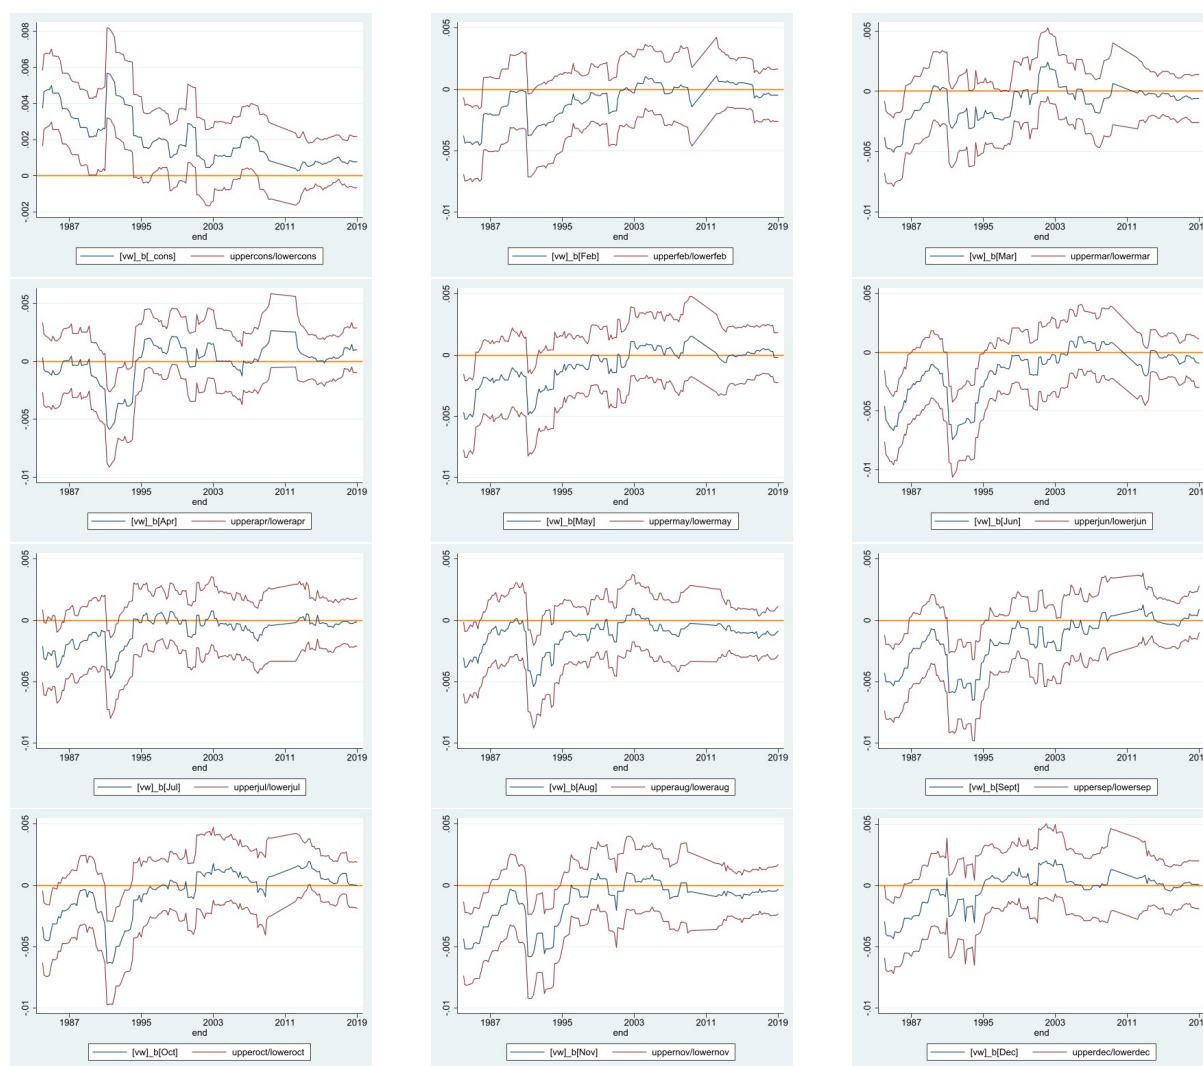 .008
.006
.004
.002
0
-.002
1987 1995 2003 2011 2019
end
[vw]_b[_cons] uppercons/lowercons
.005
0
-.005
-.01
1987 1995 2003 2011 2019
end
[vw]_b[Feb] upperfeb/lowerfeb
.005
0
-.005
-.01
1987 1995 2003 2011 201
end
[vw]_b[Mar] uppermar/lowermar
.005
0
-.005
-.01
1987 1995 2003 2011 2019
end
[vw]_b[Apr] upperapr/lowerapr
.005
0
-.005
-.01
1987 1995 2003 2011 2019
end
[vw]_b[May] uppermay/lowermay
.005
0
-.005
-.01
1987 1995 2003 2011 201
end
[vw]_b[Jun] upperjun/lowerjun
.005
0
-.005
-.01
1987 1995 2003 2011 2019
end
[vw]_b[Jul] upperjul/lowerjul
.005
0
-.005
-.01
1987 1995 2003 2011 2019
end
[vw]_b[Aug] upperaug/loweraug
.005
0
-.005
-.01
1987 1995 2003 2011 201
end
[vw]_b[Sept] uppersep/lowersep
.005
0
-.005
-.01
1987 1995 2003 2011 2019
end
[vw]_b[Oct] upperoct/loweroct
.005
0
-.005
-.01
1987 1995 2003 2011 2019
end
[vw]_b[Nov] uppernov/lowernov
.005
0
-.005
-.01
1987 1995 2003 2011 201
end
[vw]_b[Dec] upperdec/lowerdec